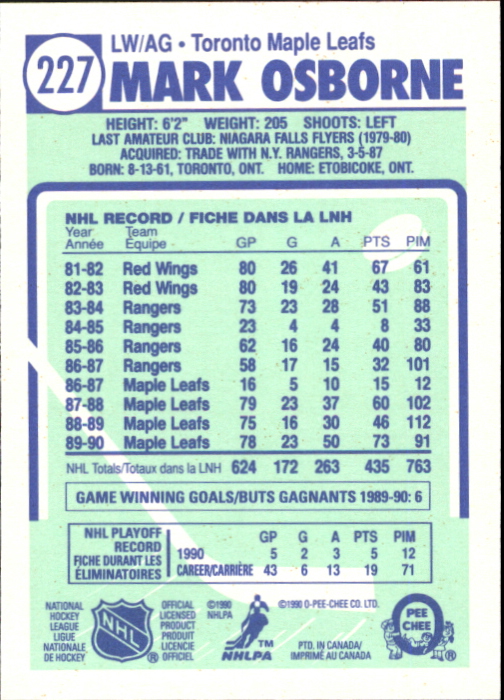 LW/AG • Toronto Maple Leafs
227 MARK OSBORNE
HEIGHT: 6'2" WEIGHT: 205 SHOOTS: LEFT
LAST AMATEUR CLUB: NIAGARA FALLS FLYERS (1979-80)
ACQUIRED: TRADE WITH N.Y. RANGERS, 3-5-87
BORN: 8-13-61, TORONTO, ONT. HOME: ETOBICOKE, ONT.
NHL RECORD / FICHE DANS LA LNH
Year Team
Année Équipe GP G A PTS PIM
81-82 Red Wings 80 26 41 67 61
82-83 Red Wings 80 19 24 43 83
83-84 Rangers 73 23 28 51 88
84-85 Rangers 23 4 4 8 33
85-86 Rangers 62 16 24 40 80
86-87 Rangers 58 17 15 32 101
86-87 Maple Leafs 16 5 10 15 12
87-88 Maple Leafs 79 23 37 60 102
88-89 Maple Leafs 75 16 30 46 112
89-90 Maple Leafs 78 23 50 73 91
NHL Totals/Totaux dans la LNH 624 172 263 435 763
GAME WINNING GOALS/BUTS GAGNANTS 1989-90: 6
NHL PLAYOFF RECORD
FICHE DURANT LES ÉLIMINATOIRES
GP G A PTS PIM
1990 5 2 3 5 12
CAREER/CARRIÈRE 43 6 13 19 71
NATIONAL
HOCKEY
LEAGUE
LIGUE
NATIONALE
DE HOCKEY
NHL
®
OFFICIAL
LICENSED
PRODUCT
PRODUIT
LICENCIÉ
OFFICIEL
©1990
NHLPA
TM
NHLPA
©1990 O-PEE-CHEE CO. LTD.
PTD. IN CANADA/
IMPRIMÉ AU CANADA
PEE
CHEE
®